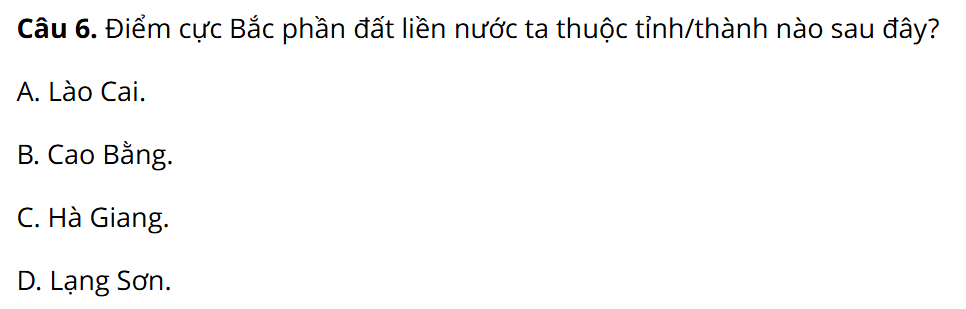 Câu 6. Điểm cực Bắc phần đất liền nước ta thuộc tỉnh/thành nào sau đây?
A. Lào Cai.
B. Cao Bằng.
C. Hà Giang.
D. Lạng Sơn.